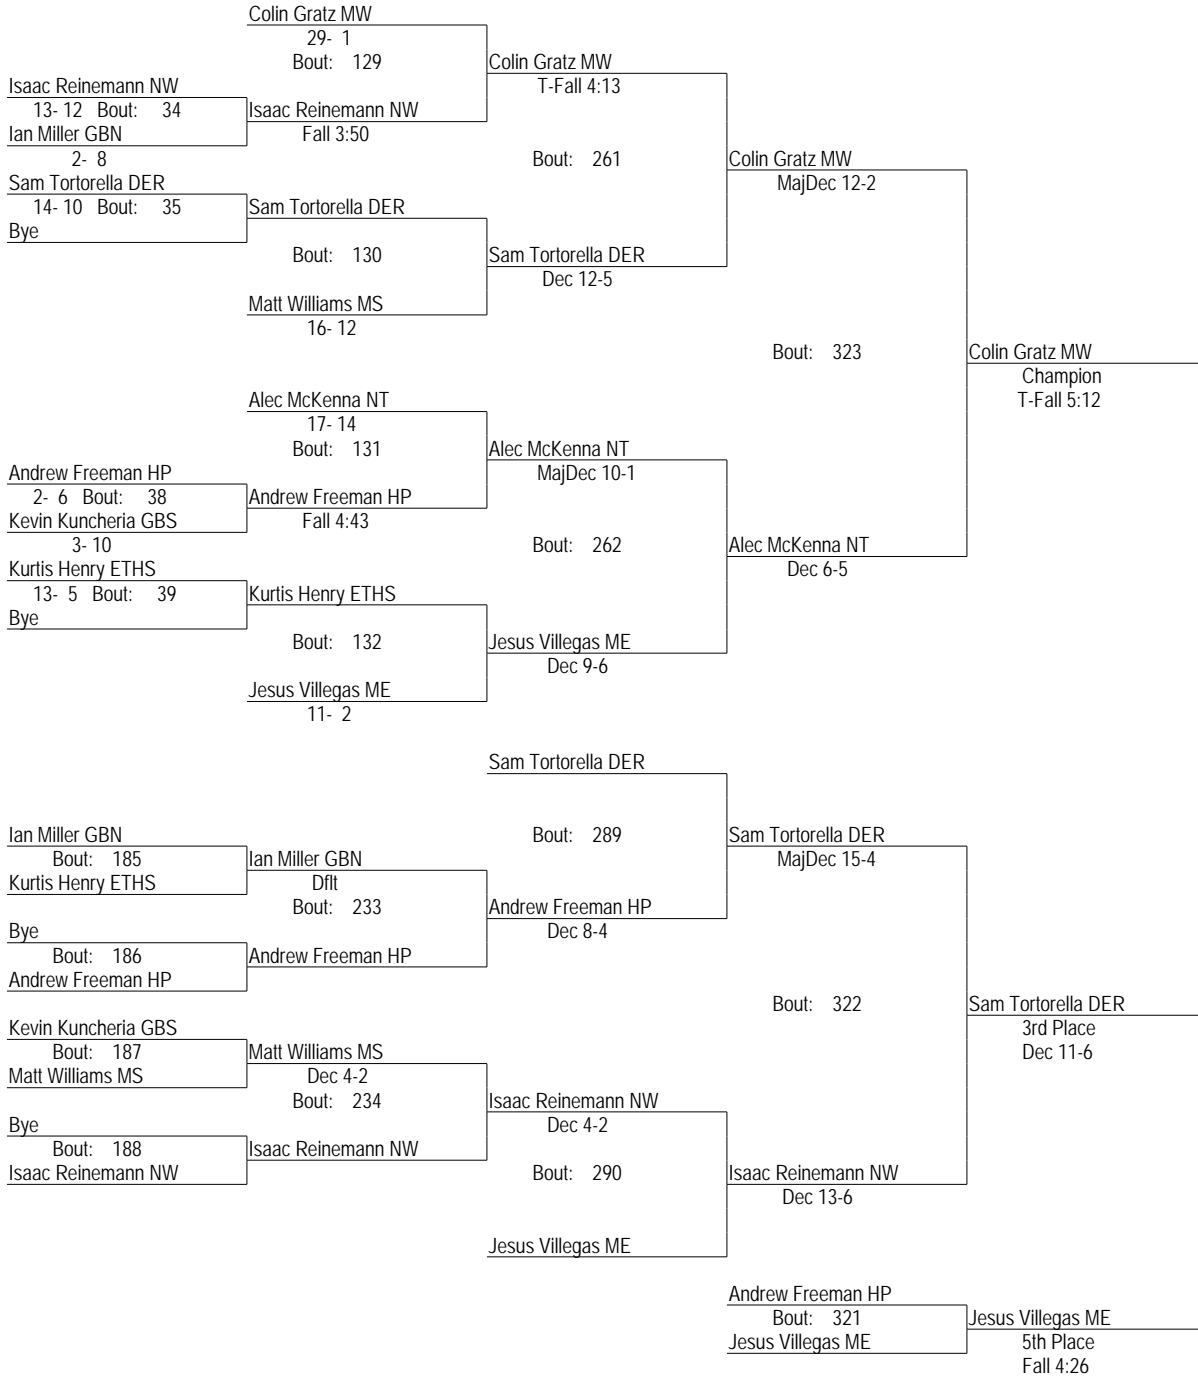 Colin Gratz MW
29- 1
Bout: 129
Colin Gratz MW
T-Fall 4:13
Isaac Reinemann NW
13- 12 Bout: 34
Isaac Reinemann NW
Fall 3:50
Ian Miller GBN
2- 8
Bout: 261
Colin Gratz MW
MajDec 12-2
Sam Tortorella DER
14- 10 Bout: 35
Sam Tortorella DER
Bye
Bout: 130
Sam Tortorella DER
Dec 12-5
Matt Williams MS
16- 12
Bout: 323
Colin Gratz MW
Champion
T-Fall 5:12
Alec McKenna NT
17- 14
Bout: 131
Alec McKenna NT
MajDec 10-1
Andrew Freeman HP
2- 6 Bout: 38
Andrew Freeman HP
Fall 4:43
Kevin Kuncheria GBS
3- 10
Bout: 262
Alec McKenna NT
Dec 6-5
Kurtis Henry ETHS
13- 5 Bout: 39
Kurtis Henry ETHS
Bye
Bout: 132
Jesus Villegas ME
Dec 9-6
Jesus Villegas ME
11- 2
Sam Tortorella DER
Bout: 289
Sam Tortorella DER
MajDec 15-4
Ian Miller GBN
Bout: 185
Ian Miller GBN
Dflt
Kurtis Henry ETHS
Bout: 233
Andrew Freeman HP
Dec 8-4
Bye
Bout: 186
Andrew Freeman HP
Andrew Freeman HP
Bout: 322
Sam Tortorella DER
3rd Place
Dec 11-6
Kevin Kuncheria GBS
Bout: 187
Matt Williams MS
Dec 4-2
Matt Williams MS
Bout: 234
Isaac Reinemann NW
Dec 4-2
Bye
Bout: 188
Isaac Reinemann NW
Isaac Reinemann NW
Bout: 290
Isaac Reinemann NW
Dec 13-6
Jesus Villegas ME
Andrew Freeman HP
Bout: 321
Jesus Villegas ME
Jesus Villegas ME
5th Place
Fall 4:26